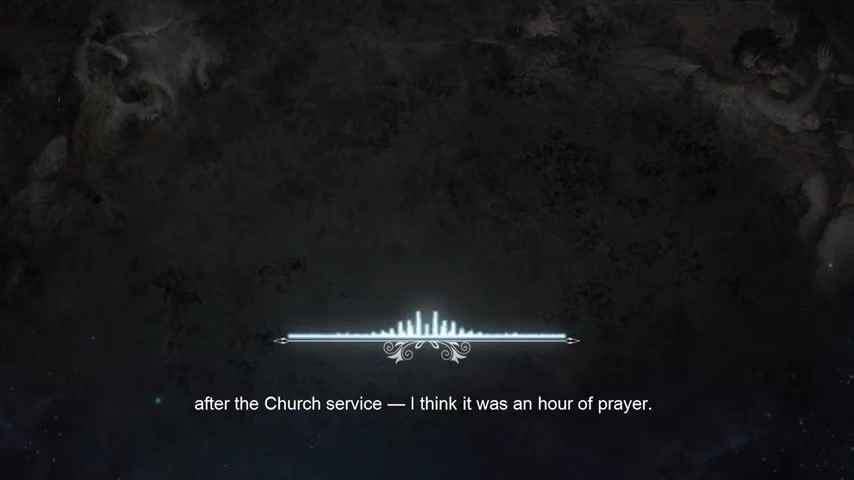 after the Church service — I think it was an hour of prayer.